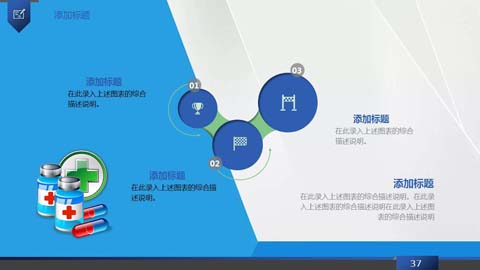 添加标题
添加标题
在此录入上述图表的综合
描述说明。
01
03
02
添加标题
在此录入上述图表的综合
描述说明。
添加标题
在此录入上述图表的综合
描述说明。
添加标题
在此录入上述图表的综合描述说明。在此录
入上述图表的综合描述说明在此录入上述图
表的综合描述说明
37